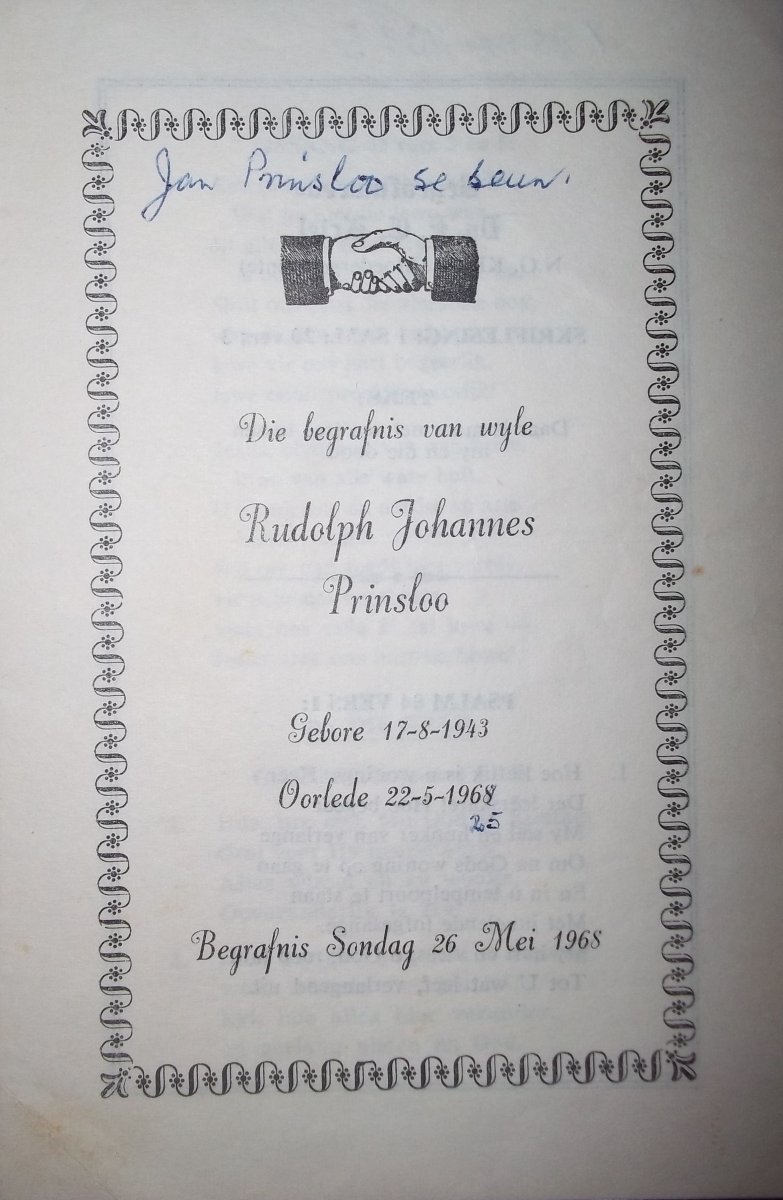 Jan Prinsloo se seun.
Die begrafnis van wyle
Rudolph Johannes
Prinsloo
Gebore 17-8-1943
Oorlede 22-5-1968
25
Begrafnis Sondag 26 Mei 1968